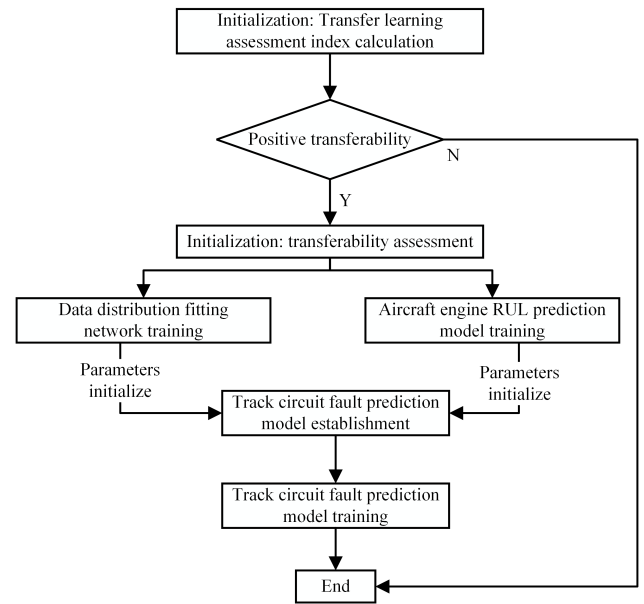 Initialization: Transfer learning
assessment index calculation
Positive transferability
N
Y
Initialization: transferability assessment
Data distribution fitting
network training
Aircraft engine RUL prediction
model training
Parameters
initialize
Parameters
initialize
Track circuit fault prediction
model establishment
Track circuit fault prediction
model training
End